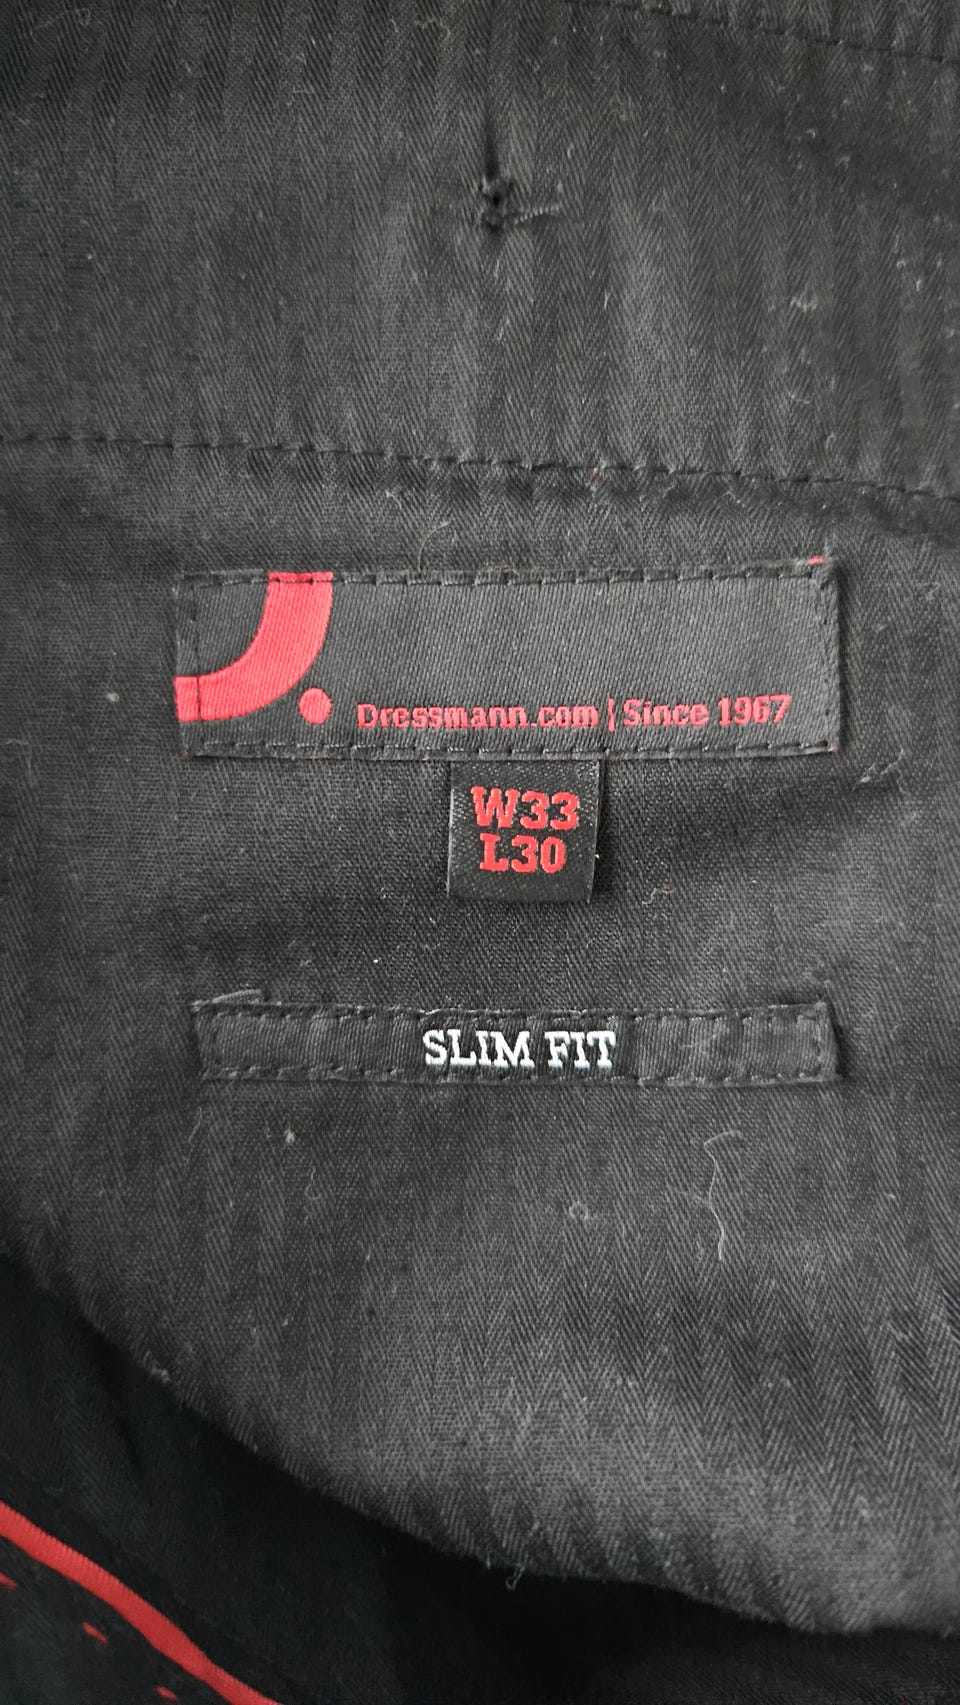 Dressmann.com | Since 1967
W33
L30
SLIM FIT